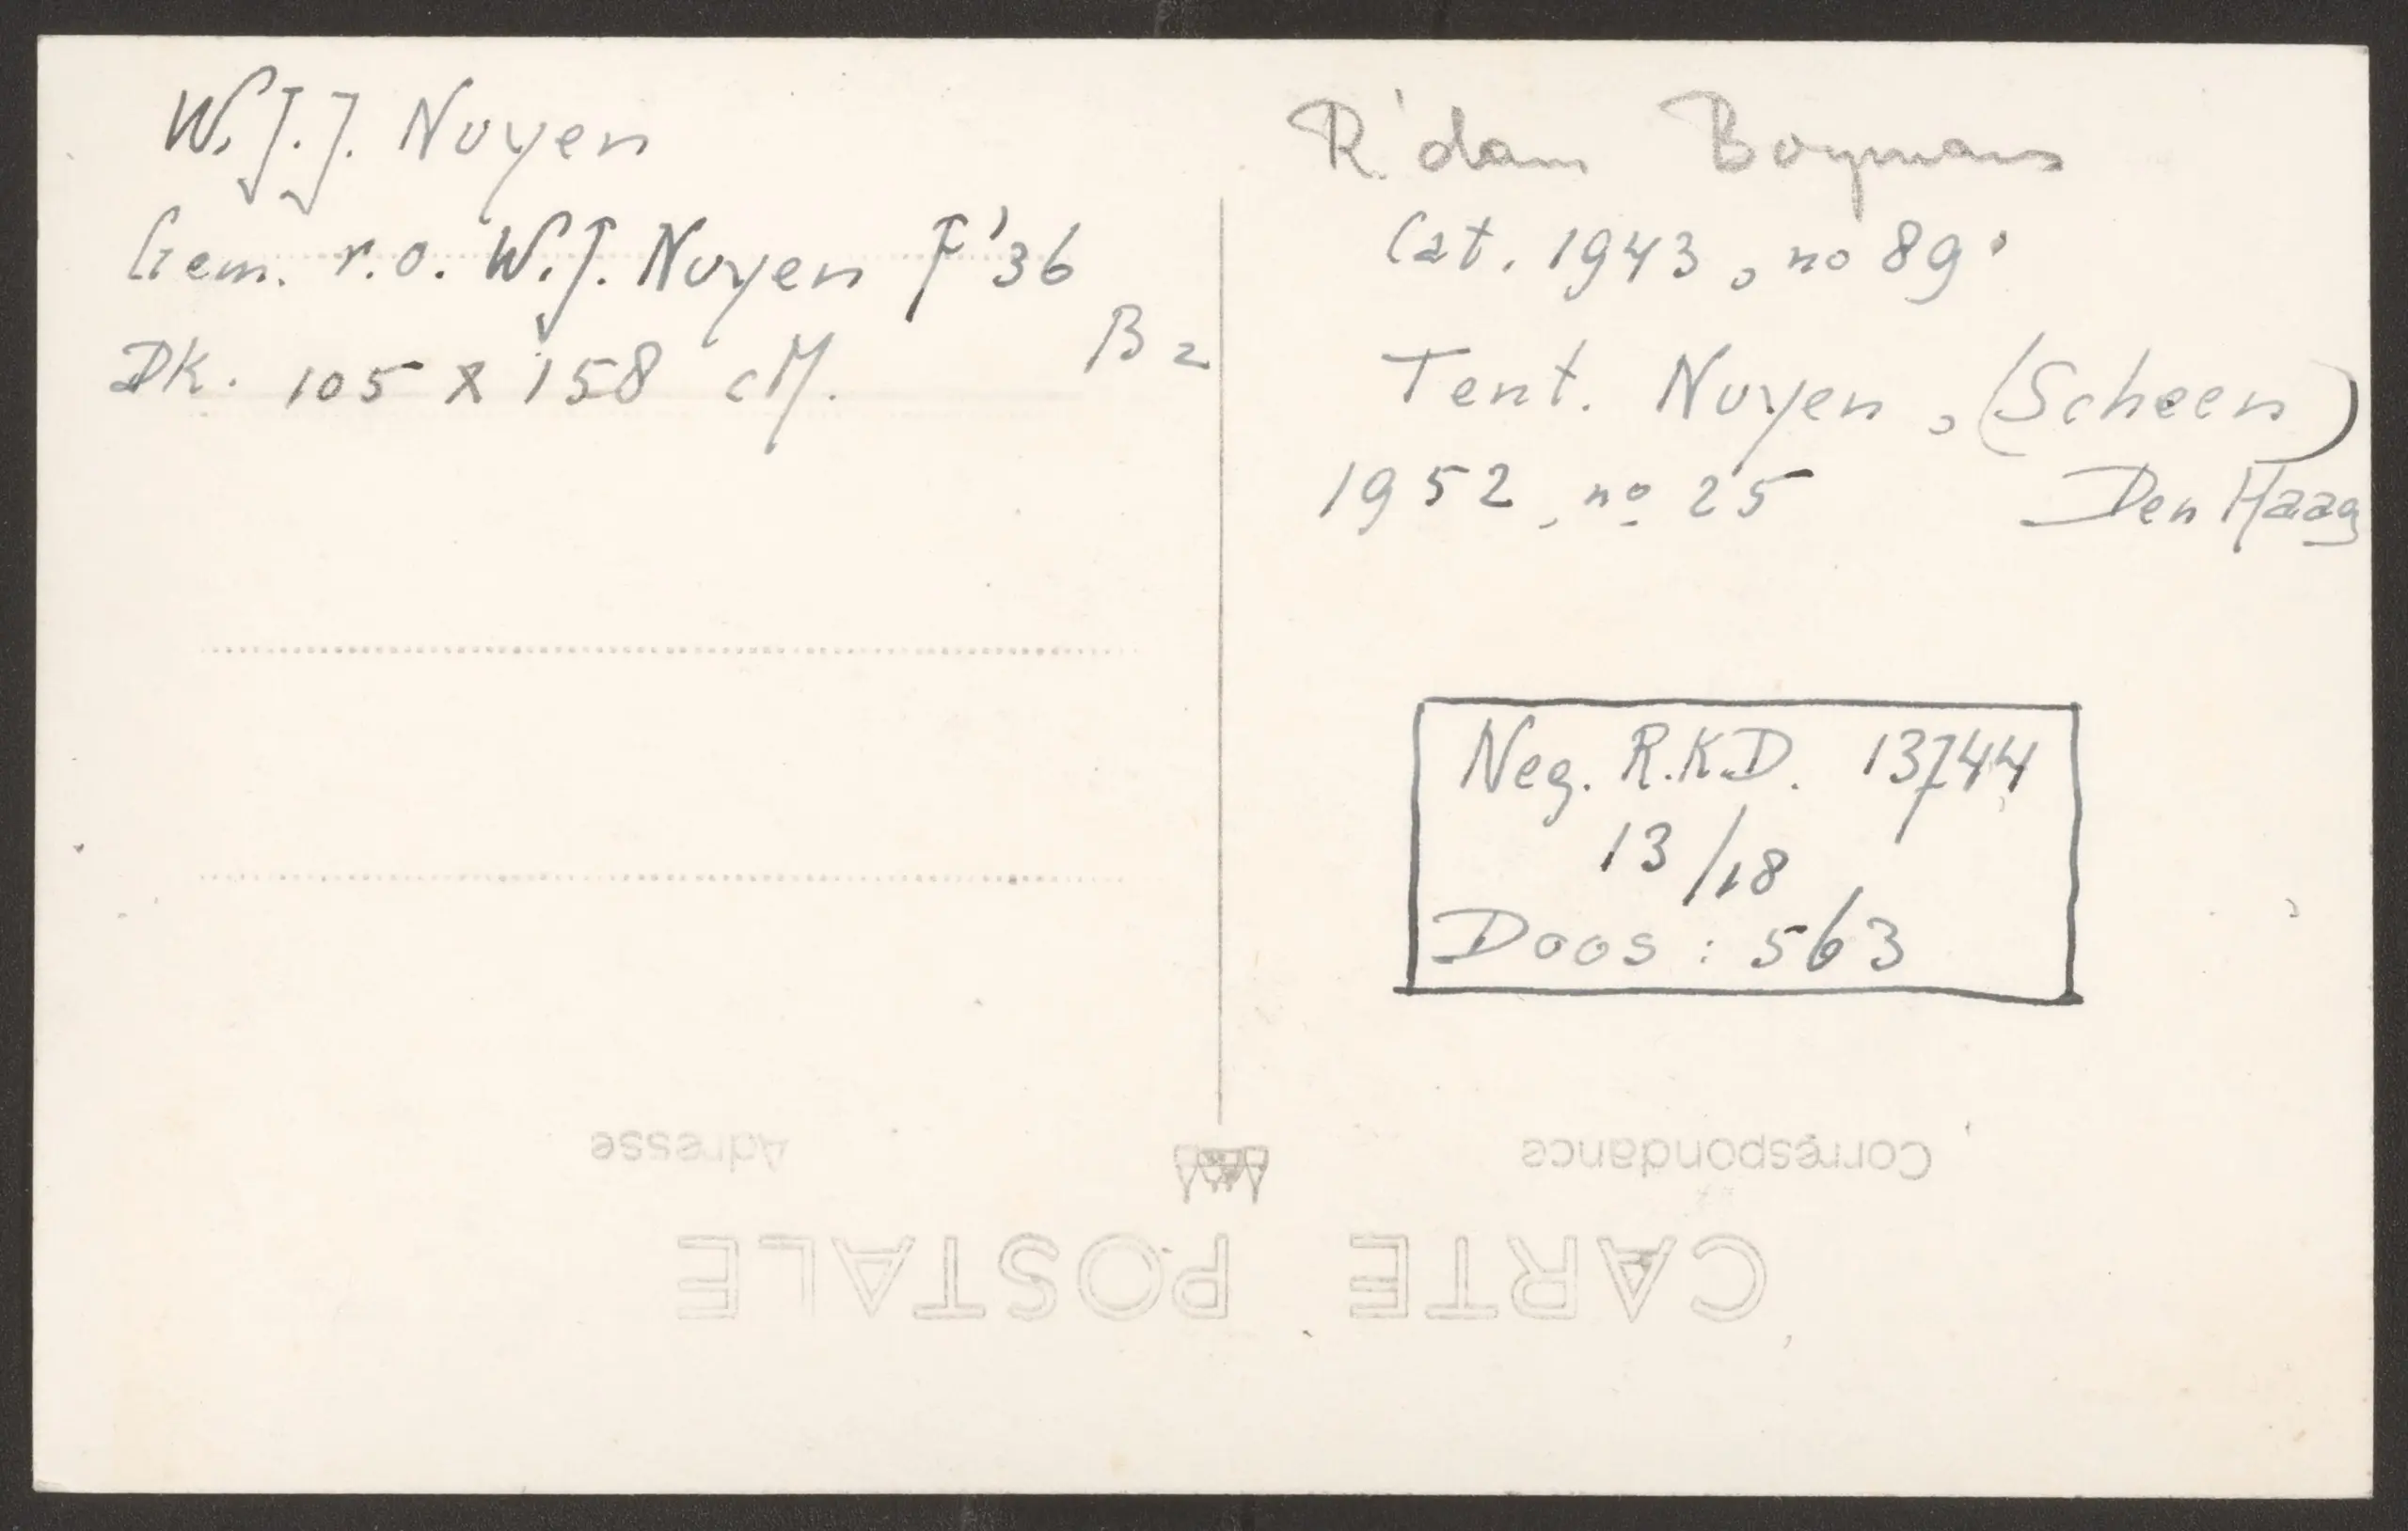 W.J.J. Nuyen
Gem. r.o. W.J. Nuyen F'36
DK. 105 x 158 cM.
B 2
R'dam Boymans
Cat. 1943, no 89.
Tent. Nuyen, (Scheen)
1952, no 25 Den Haag
Neg. R.K.D. 13744
13/18
Doos : 563
Correspondance
Adresse
CARTE POSTALE